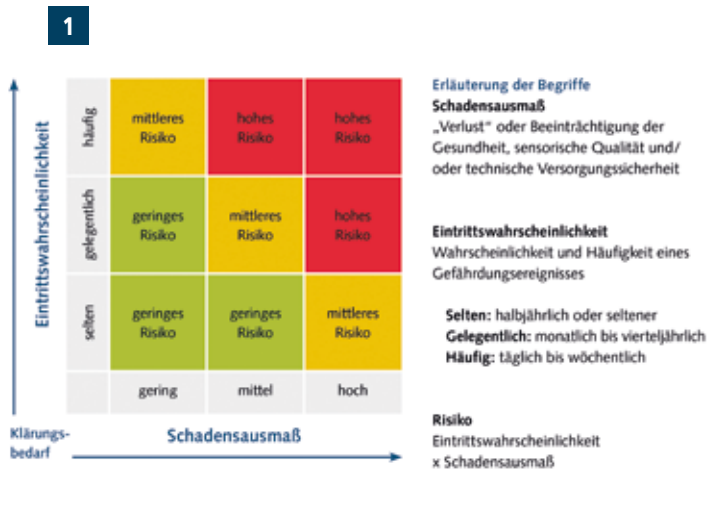 1
Eintrittswahrscheinlichkeit
häufig
mittleres
Risiko
hohes
Risiko
hohes
Risiko
gelegentlich
geringes
Risiko
mittleres
Risiko
hohes
Risiko
selten
geringes
Risiko
geringes
Risiko
mittleres
Risiko
gering
mittel
hoch
Klärungs-
bedarf
Schadensausmaß
Erläuterung der Begriffe
Schadensausmaß
„Verlust“ oder Beeinträchtigung der
Gesundheit, sensorische Qualität und/
oder technische Versorgungssicherheit
Eintrittswahrscheinlichkeit
Wahrscheinlichkeit und Häufigkeit eines
Gefährdungsereignisses
Selten: halbjährlich oder seltener
Gelegentlich: monatlich bis vierteljährlich
Häufig: täglich bis wöchentlich
Risiko
Eintrittswahrscheinlichkeit
x Schadensausmaß